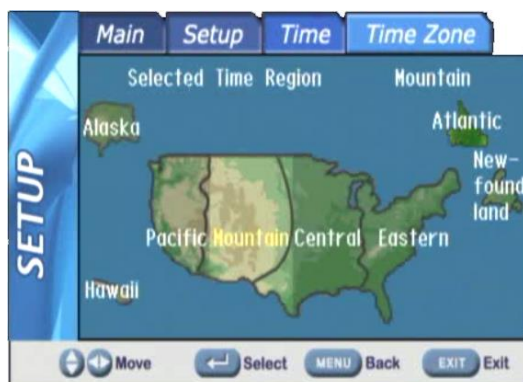 Main Setup Time Time Zone
Selected Time Region Mountain
Alaska
Atlantic
New-
found
land
Pacific Mountain Central Eastern
Hawaii
SETUP
Move Select MENU Back EXIT Exit